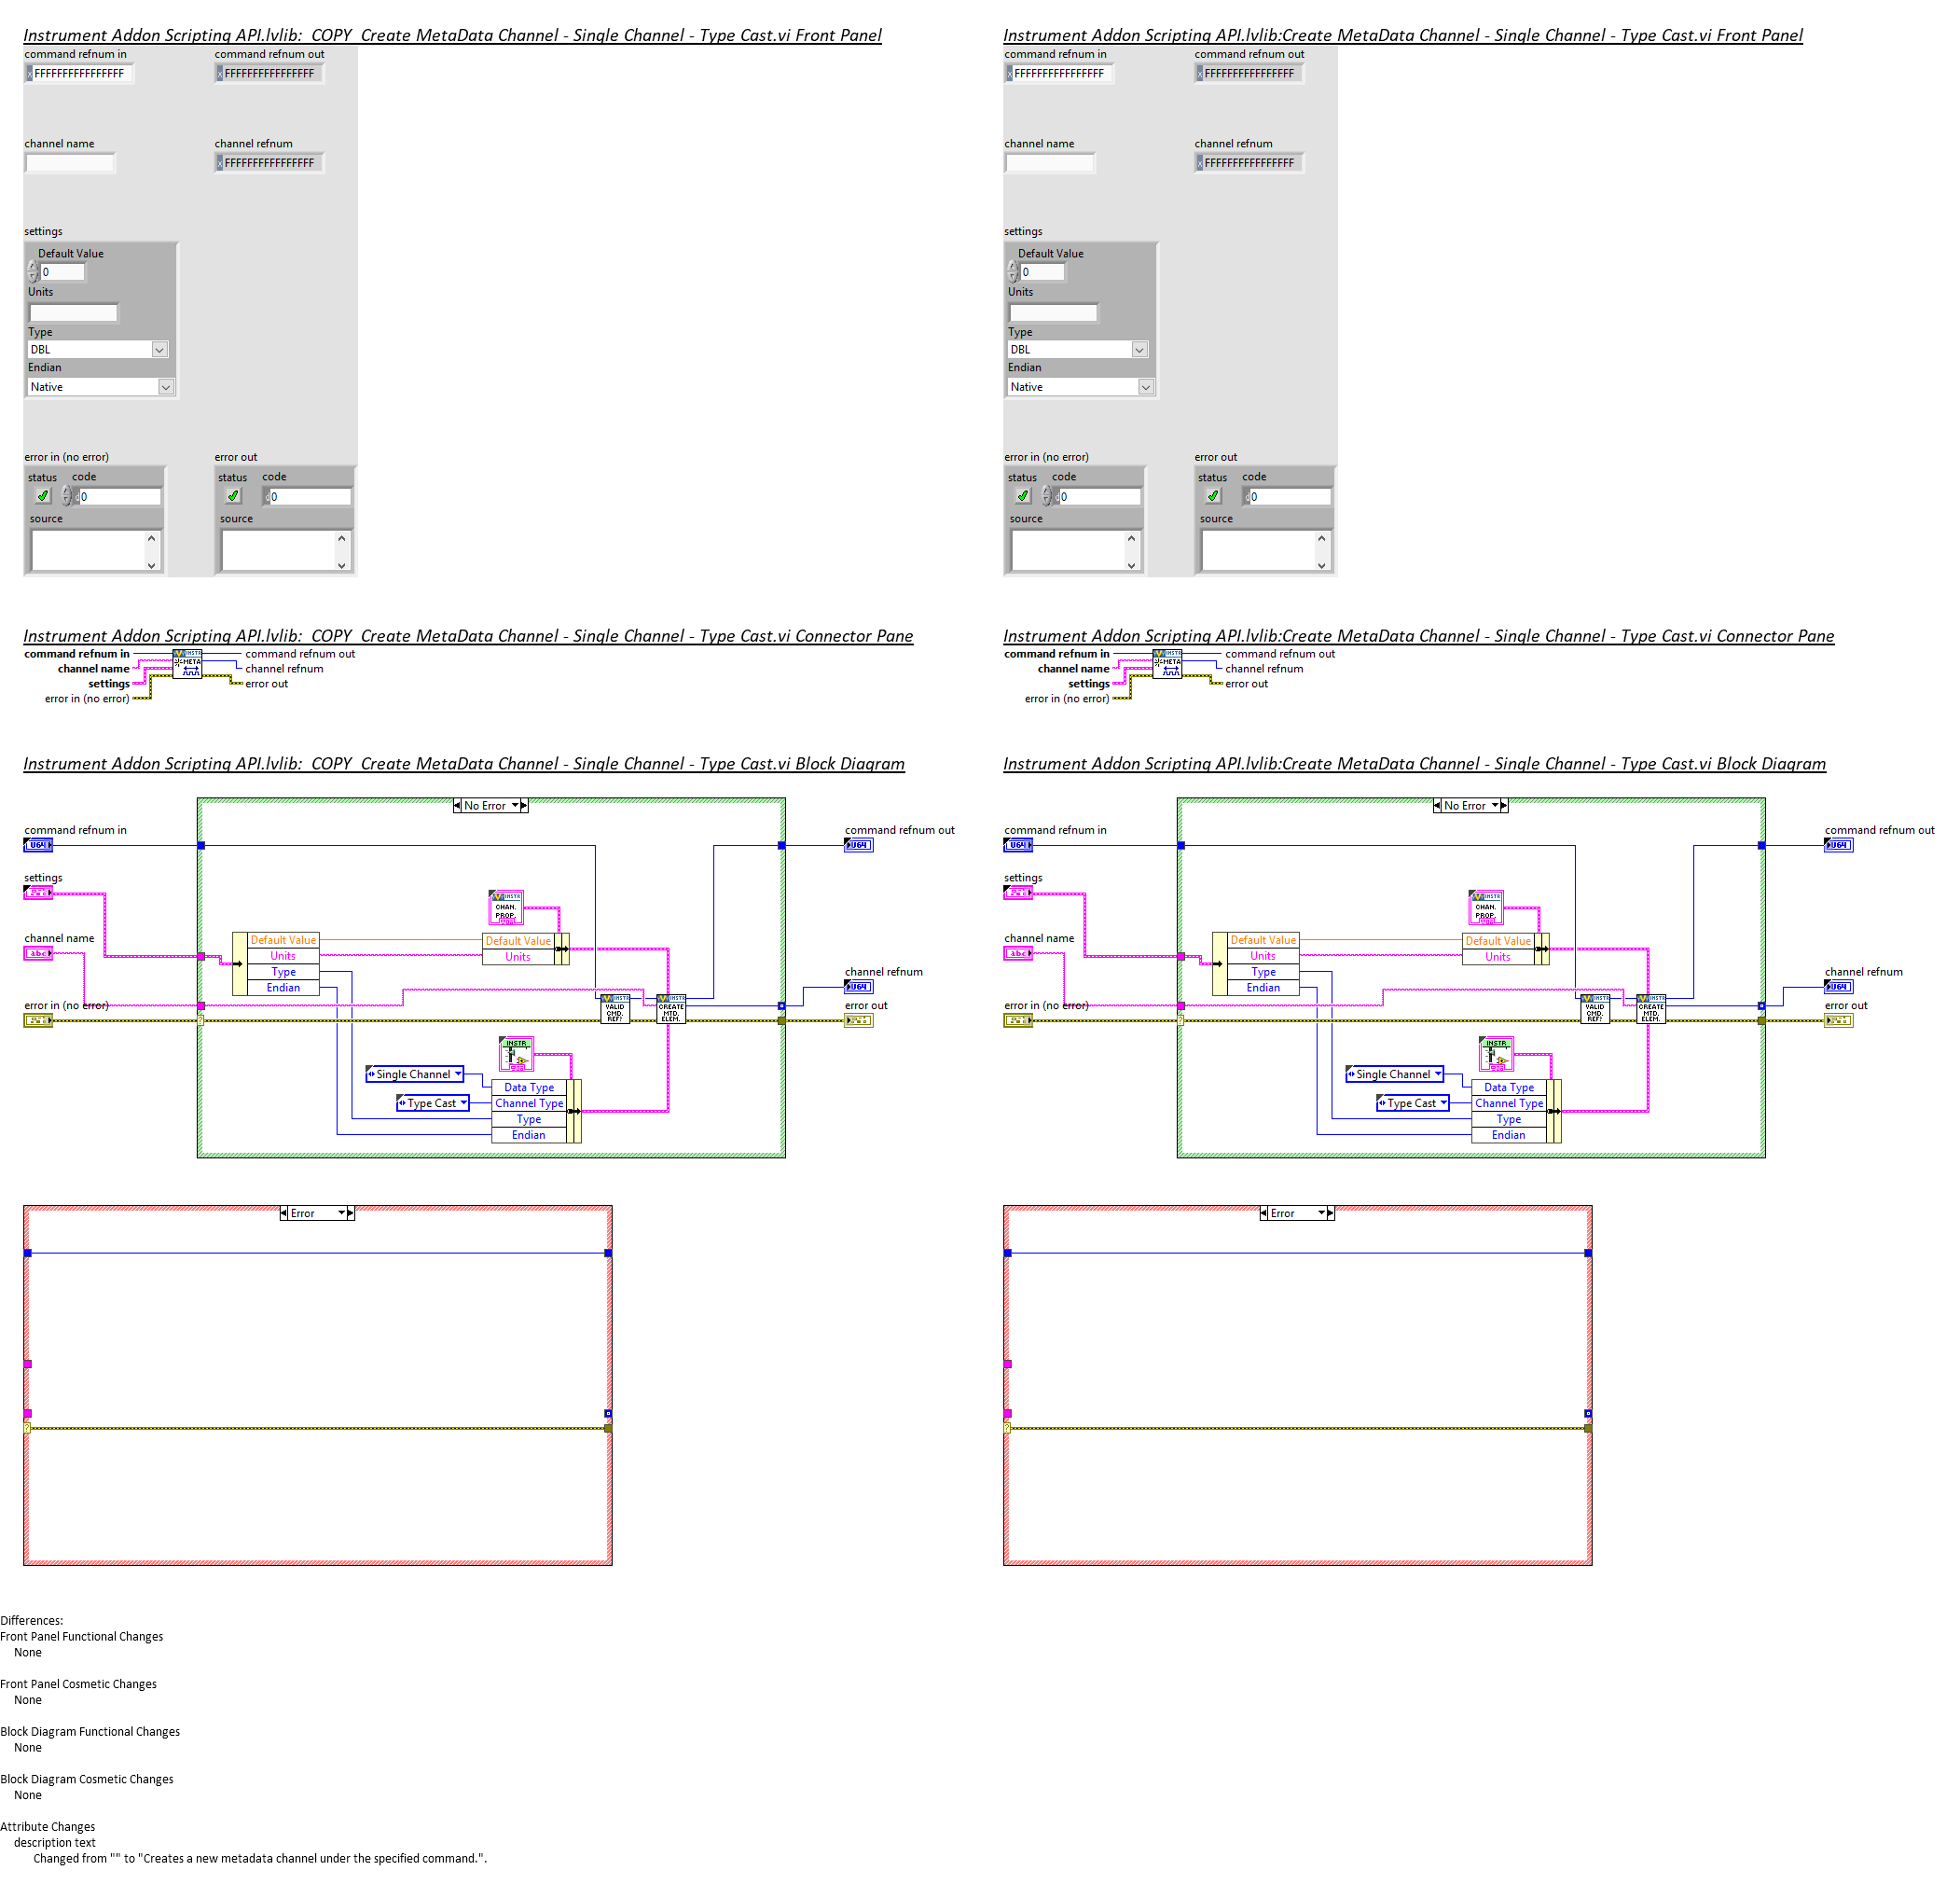 Instrument Addon Scripting API.lvlib:_COPY_Create MetaData Channel - Single Channel - Type Cast.vi Front Panel
command refnum in
command refnum out
x FFFFFFFFFFFFFFFF
x FFFFFFFFFFFFFFFF
channel name
channel refnum
x FFFFFFFFFFFFFFFF
settings
Default Value
0
Units
Type
DBL
Endian
Native
error in (no error)
error out
status code
0
source
status code
0
source
Instrument Addon Scripting API.lvlib:Create MetaData Channel - Single Channel - Type Cast.vi Front Panel
command refnum in
command refnum out
x FFFFFFFFFFFFFFFF
x FFFFFFFFFFFFFFFF
channel name
channel refnum
x FFFFFFFFFFFFFFFF
settings
Default Value
0
Units
Type
DBL
Endian
Native
error in (no error)
error out
status code
0
source
status code
0
source
Instrument Addon Scripting API.lvlib:_COPY_Create MetaData Channel - Single Channel - Type Cast.vi Connector Pane
command refnum in
channel name
settings
error in (no error)
INSTR
META
command refnum out
channel refnum
error out
Instrument Addon Scripting API.lvlib:Create MetaData Channel - Single Channel - Type Cast.vi Connector Pane
command refnum in
channel name
settings
error in (no error)
INSTR
META
command refnum out
channel refnum
error out
Instrument Addon Scripting API.lvlib:_COPY_Create MetaData Channel - Single Channel - Type Cast.vi Block Diagram
No Error
command refnum in
U64
settings
channel name
abc
error in (no error)
INSTR
CHAN.
PROP.
Default Value
Units
Type
Endian
Default Value
Units
INSTR
VALID
CMD.
REF?
INSTR
CREATE
MTD.
ELEM.
INSTR
Single Channel
Type Cast
Data Type
Channel Type
Type
Endian
command refnum out
U64
channel refnum
U64
error out
Error
Instrument Addon Scripting API.lvlib:Create MetaData Channel - Single Channel - Type Cast.vi Block Diagram
No Error
command refnum in
U64
settings
channel name
abc
error in (no error)
INSTR
CHAN.
PROP.
Default Value
Units
Type
Endian
Default Value
Units
INSTR
VALID
CMD.
REF?
INSTR
CREATE
MTD.
ELEM.
INSTR
Single Channel
Type Cast
Data Type
Channel Type
Type
Endian
command refnum out
U64
channel refnum
U64
error out
Error
Differences:
Front Panel Functional Changes
None
Front Panel Cosmetic Changes
None
Block Diagram Functional Changes
None
Block Diagram Cosmetic Changes
None
Attribute Changes
description text
Changed from "" to "Creates a new metadata channel under the specified command.".